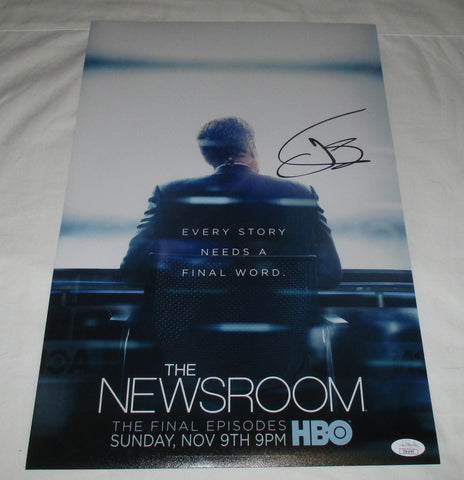 EVERY STORY
NEEDS A
FINAL WORD.
THE
NEWSROOM
THE FINAL EPISODES
SUNDAY, NOV 9TH 9PM HBO